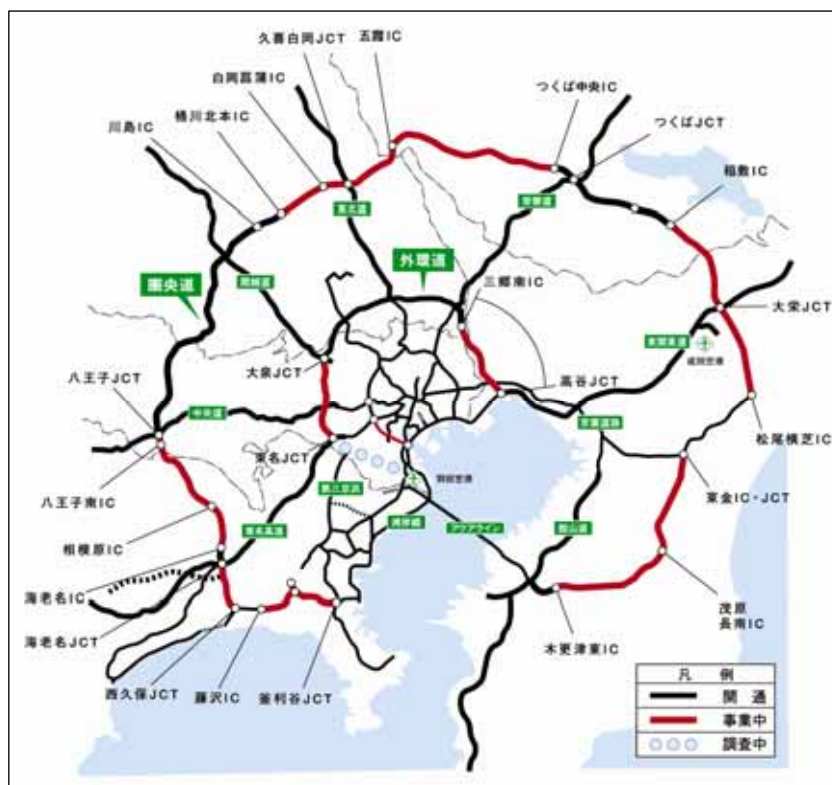 久喜白岡JCT
五霞IC
白岡菖蒲IC
つくば中央IC
桶川北本IC
つくばJCT
川島IC
稲敷IC
東北道
常磐道
外環道
圏央道
関越道
三郷南IC
大栄JCT
東関東道
成田空港
大泉JCT
高谷JCT
八王子JCT
中央道
京葉道路
松尾横芝IC
東名JCT
羽田空港
八王子南IC
第三京浜
東金IC・JCT
東名高速
湾岸線
アクアライン
館山道
相模原IC
海老名IC
茂原
長南IC
海老名JCT
木更津東IC
西久保JCT
藤沢IC
釜利谷JCT
凡 例
開 通
事業中
調査中